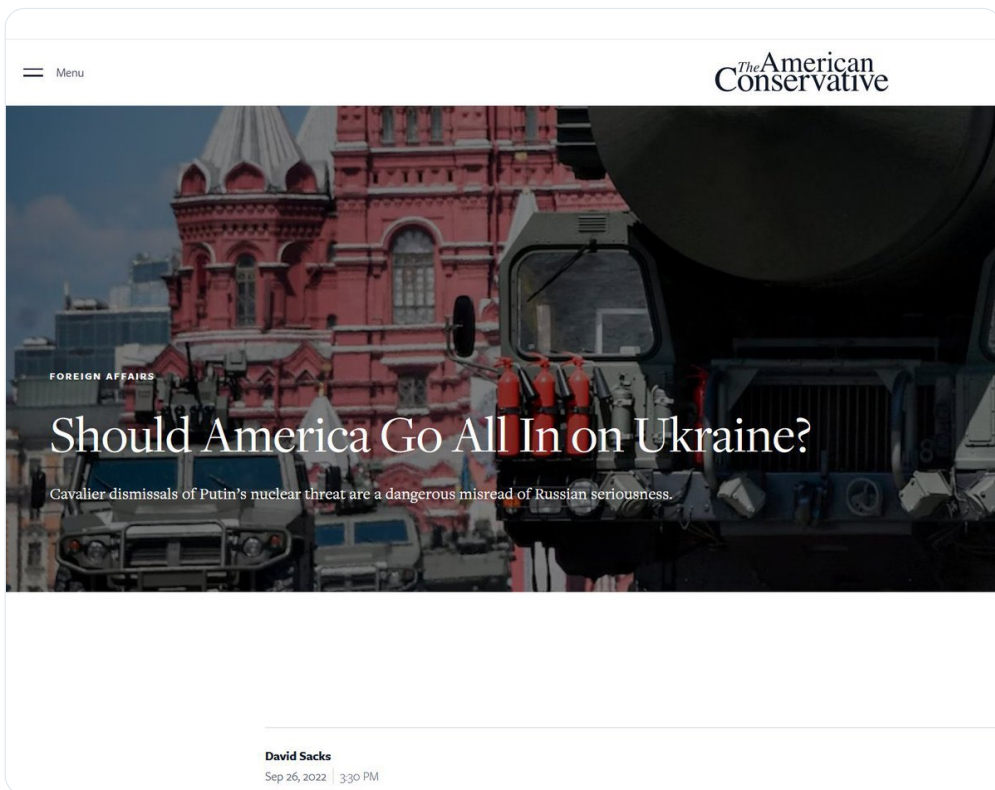 Menu
The American
Conservative
FOREIGN AFFAIRS
Should America Go All In on Ukraine?
Cavalier dismissals of Putin’s nuclear threat are a dangerous misread of Russian seriousness.
David Sacks
Sep 26, 2022 | 3:30 PM